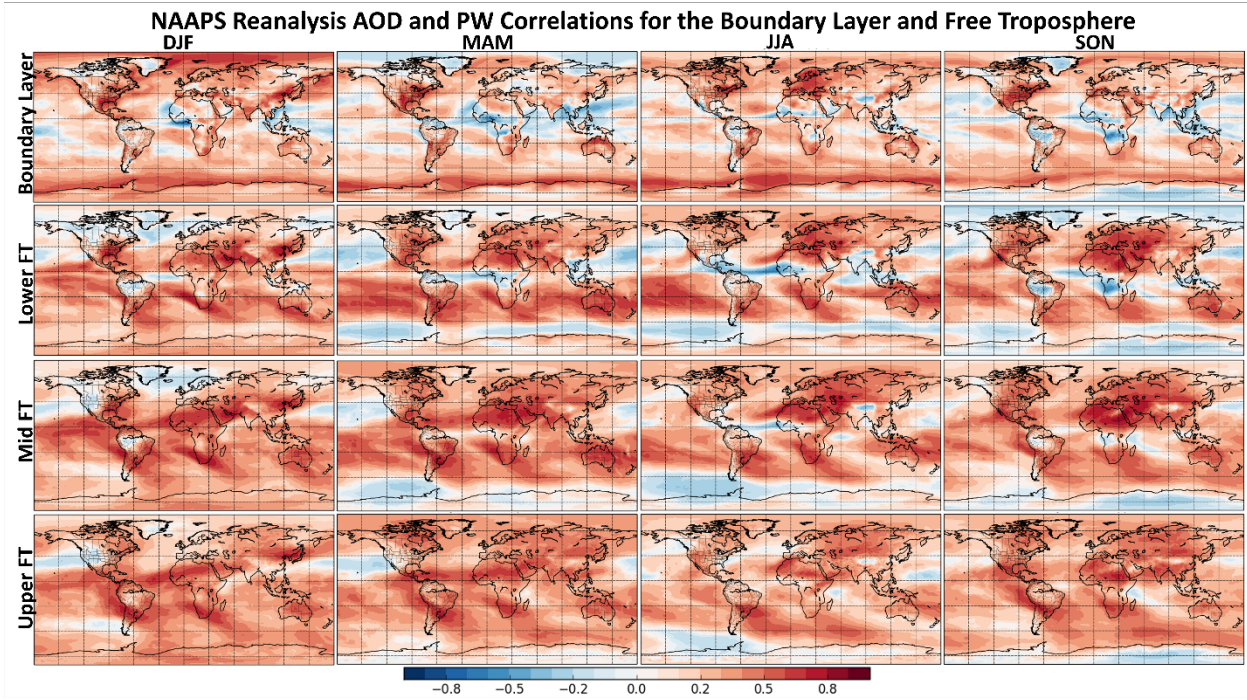 NAAPS Reanalysis AOD and PW Correlations for the Boundary Layer and Free Troposphere
DJF MAM JJA SON
Boundary Layer
Lower FT
Mid FT
Upper FT
−0.8 −0.5 −0.2 0.0 0.2 0.5 0.8